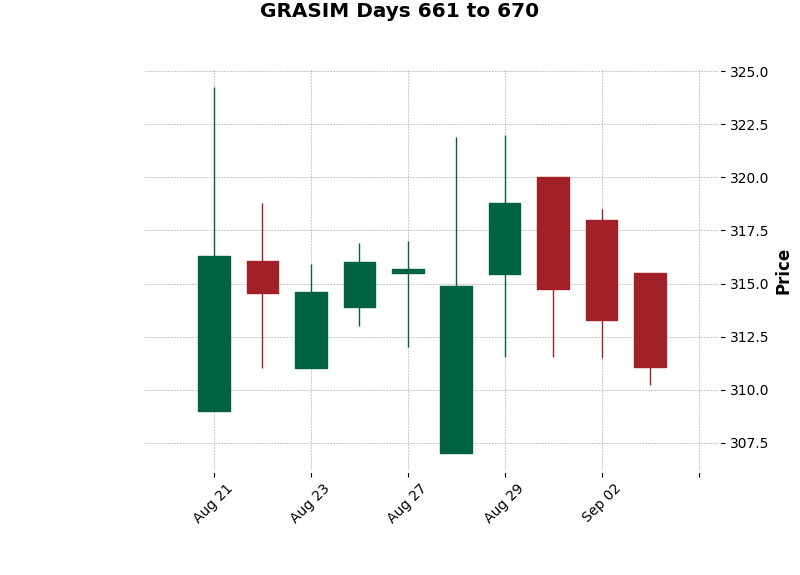 GRASIM Days 661 to 670
325.0
322.5
320.0
317.5
315.0
312.5
310.0
307.5
Price
Aug 21
Aug 23
Aug 27
Aug 29
Sep 02